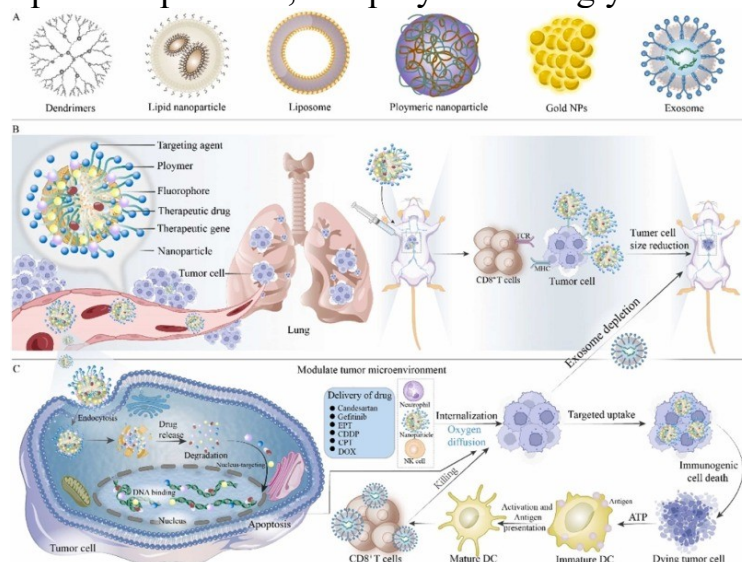 A
Dendrimers
Lipid nanoparticle
Liposome
Ploymeric nanoparticle
Gold NPs
Exosome
B
Targeting agent
Ploymer
Fluorophore
Therapeutic drug
Therapeutic gene
Nanoparticle
Tumor cell
Lung
TCR
MHC
CD8⁺T cells
Tumor cell
Tumer cell
size reduction
Exosome depletion
C
Modulate tumor microenvironment
Endocytosis
Drug
release
Degradation
Nucleus-targeting
DNA binding
Nucleus
Apoptosis
Tumor cell
Delivery of drug
Candesartan
Gefitinib
EPT
CDDP
CPT
DOX
Neutrophil
Nanoparticle
NK cell
Internalization
Oxygen
diffusion
Killing
Targeted uptake
Immunogenic
cell death
CD8⁺T cells
Mature DC
Activation and
Antigen
presentation
Antigen
Immature DC
ATP
Dying tumor cell